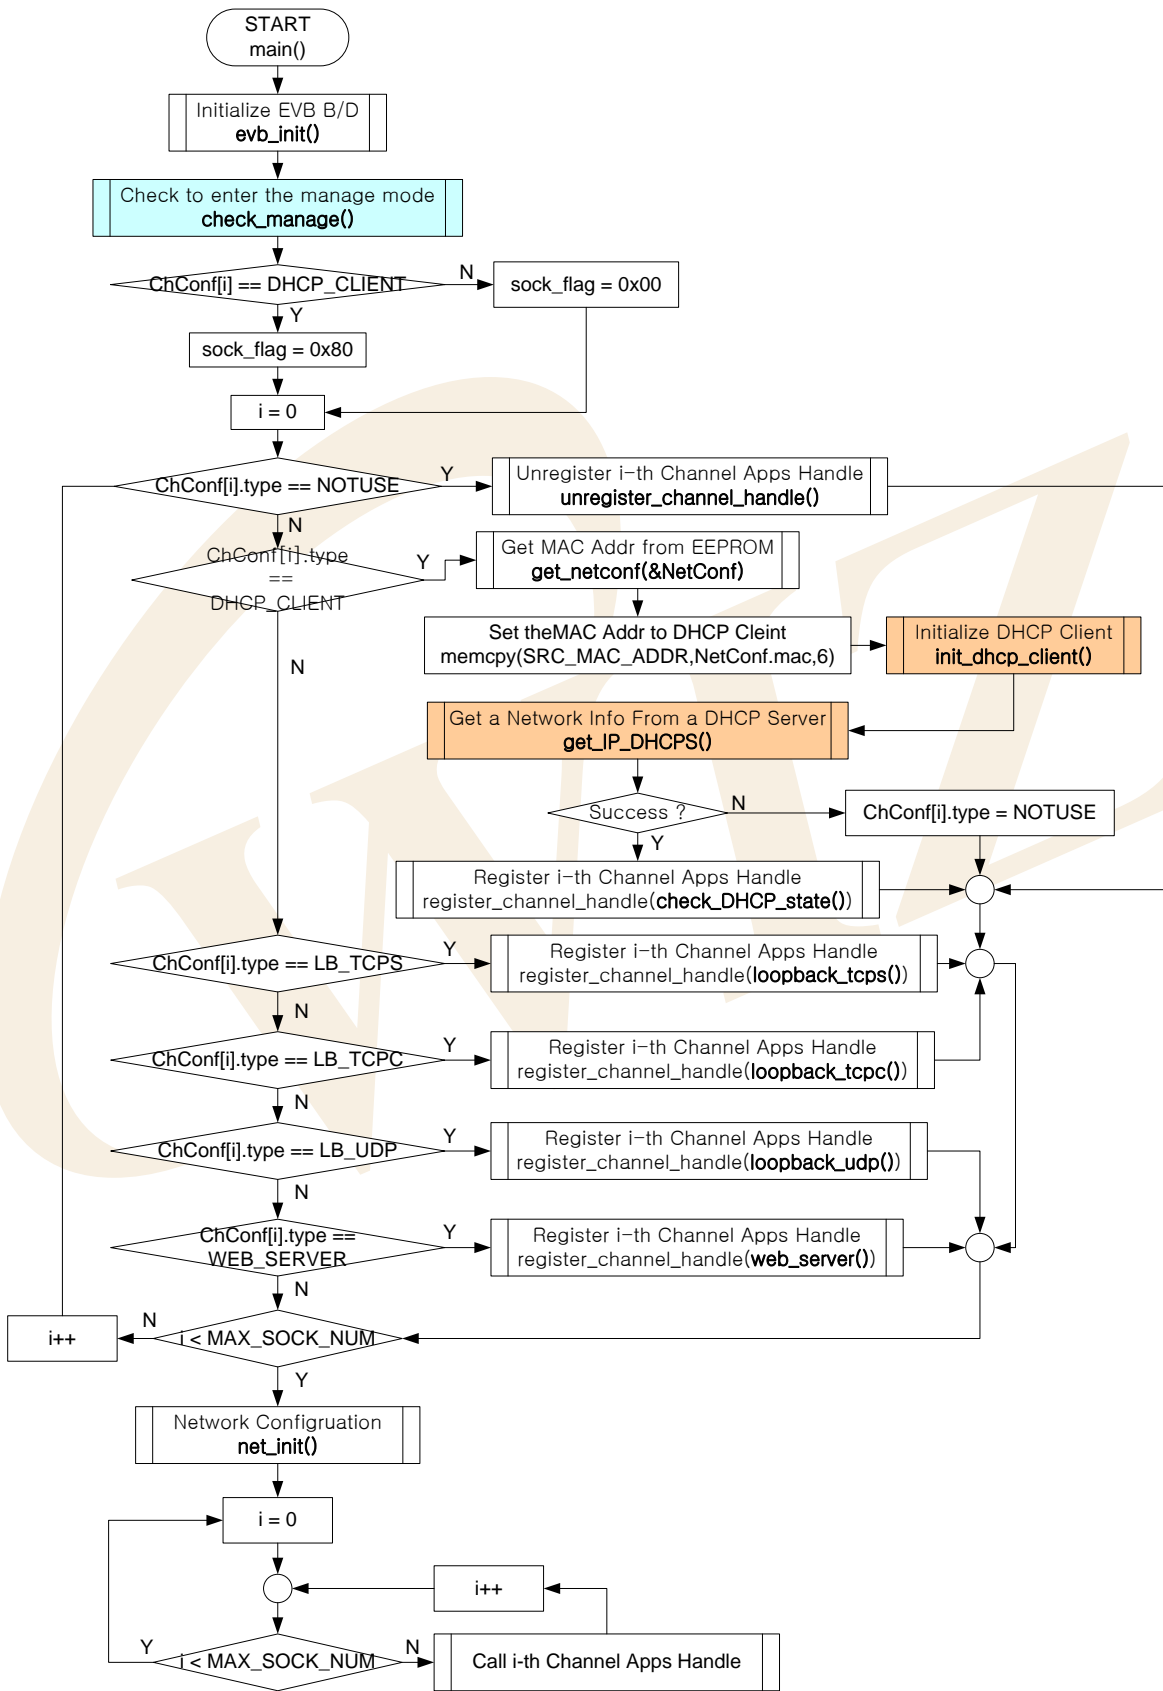 START
main()
Initialize EVB B/D
evb_init()
Check to enter the manage mode
check_manage()
ChConf[i] == DHCP_CLIENT
N
sock_flag = 0x00
Y
sock_flag = 0x80
i = 0
ChConf[i].type == NOTUSE
Y
Unregister i-th Channel Apps Handle
unregister_channel_handle()
N
ChConf[i].type
==
DHCP_CLIENT
Y
Get MAC Addr from EEPROM
get_netconf(&NetConf)
N
Set theMAC Addr to DHCP Cleint
memcpy(SRC_MAC_ADDR,NetConf.mac,6)
Initialize DHCP Client
init_dhcp_client()
Get a Network Info From a DHCP Server
get_IP_DHCPS()
Success ?
N
ChConf[i].type = NOTUSE
Y
Register i-th Channel Apps Handle
register_channel_handle(check_DHCP_state())
ChConf[i].type == LB_TCPS
Y
Register i-th Channel Apps Handle
register_channel_handle(loopback_tcps())
N
ChConf[i].type == LB_TCPC
Y
Register i-th Channel Apps Handle
register_channel_handle(loopback_tcpc())
N
ChConf[i].type == LB_UDP
Y
Register i-th Channel Apps Handle
register_channel_handle(loopback_udp())
N
ChConf[i].type ==
WEB_SERVER
Y
Register i-th Channel Apps Handle
register_channel_handle(web_server())
N
i++
N
i < MAX_SOCK_NUM
Y
Network Configruation
net_init()
i = 0
i++
Y
i < MAX_SOCK_NUM
N
Call i-th Channel Apps Handle